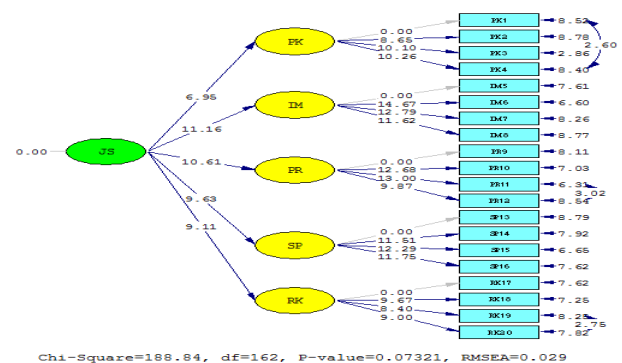 PK1 8.52
0.00
PK 8.65 PK2 8.78
10.10 PK3 2.86 2.60
10.26 PK4 8.40
6.95
0.00 IM5 7.61
IM 14.67 IM6 6.60
12.79 IM7 8.26
11.62 IM8 8.77
11.16
0.00 JS
0.00 PR9 8.11
10.61 PR 12.68 PR10 7.03
13.00 PR11 6.31
9.87 PR12 8.54 3.02
9.63
0.00 SP13 8.79
9.11
SP 11.51 SP14 7.92
12.29 SP15 6.65
11.75 SP16 7.62
0.00 RK17 7.62
RK 9.67 RK18 7.25
8.40 RK19 8.25
9.00 RK20 7.82 2.75
Chi-Square=188.84, df=162, P-value=0.07321, RMSEA=0.029